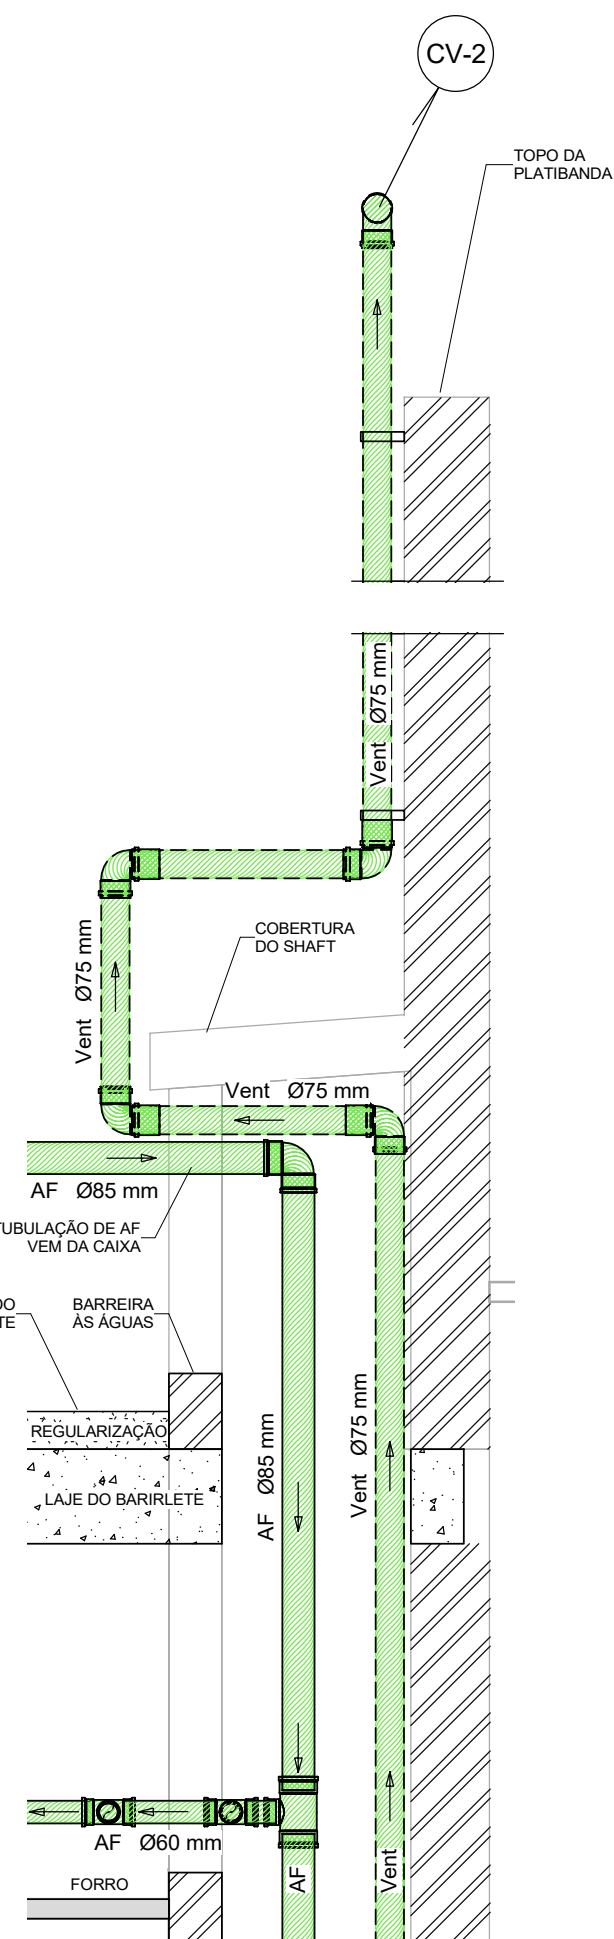 CV-2
TOPO DA
PLATIBANDA
Vent Ø75 mm
COBERTURA
DO SHAFT
Vent Ø75 mm
Vent Ø75 mm
AF Ø85 mm
TUBULAÇÃO DE AF
VEM DA CAIXA
DO
TE
BARREIRA
ÀS ÁGUAS
REGULARIZAÇÃO
LAJE DO BARIRLETE
AF Ø85 mm
Vent Ø75 mm
AF Ø60 mm
FORRO
AF
Vent